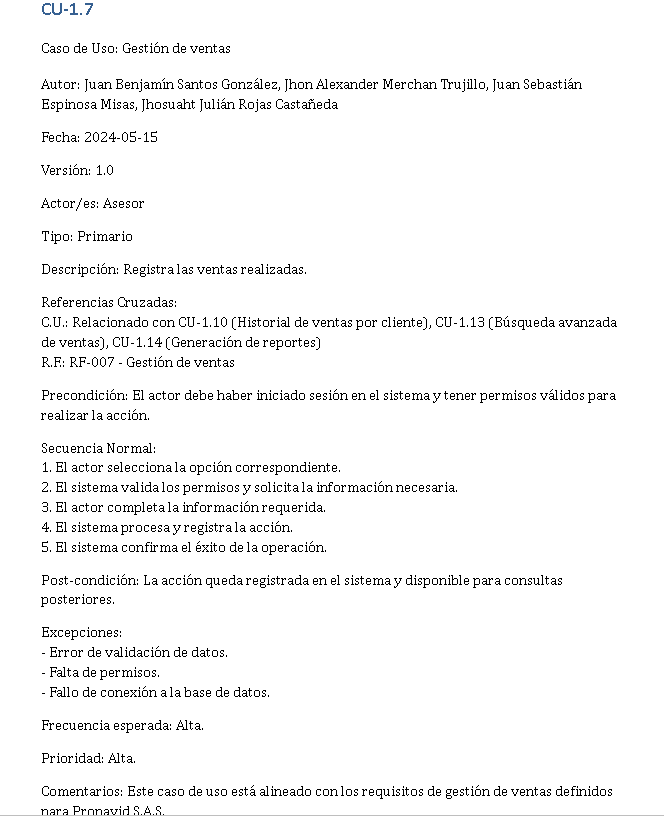 CU-1.7
Caso de Uso: Gestión de ventas
Autor: Juan Benjamín Santos González, Jhon Alexander Merchan Trujillo, Juan Sebastián
Espinosa Misas, Jhosuaht Julián Rojas Castañeda
Fecha: 2024-05-15
Versión: 1.0
Actor/es: Asesor
Tipo: Primario
Descripción: Registra las ventas realizadas.
Referencias Cruzadas:
C.U.: Relacionado con CU-1.10 (Historial de ventas por cliente), CU-1.13 (Búsqueda avanzada
de ventas), CU-1.14 (Generación de reportes)
R.F.: RF-007 - Gestión de ventas
Precondición: El actor debe haber iniciado sesión en el sistema y tener permisos válidos para
realizar la acción.
Secuencia Normal:
1. El actor selecciona la opción correspondiente.
2. El sistema valida los permisos y solicita la información necesaria.
3. El actor completa la información requerida.
4. El sistema procesa y registra la acción.
5. El sistema confirma el éxito de la operación.
Post-condición: La acción queda registrada en el sistema y disponible para consultas
posteriores.
Excepciones:
- Error de validación de datos.
- Falta de permisos.
- Fallo de conexión a la base de datos.
Frecuencia esperada: Alta.
Prioridad: Alta.
Comentarios: Este caso de uso está alineado con los requisitos de gestión de ventas definidos
para Pronavid S.A.S.